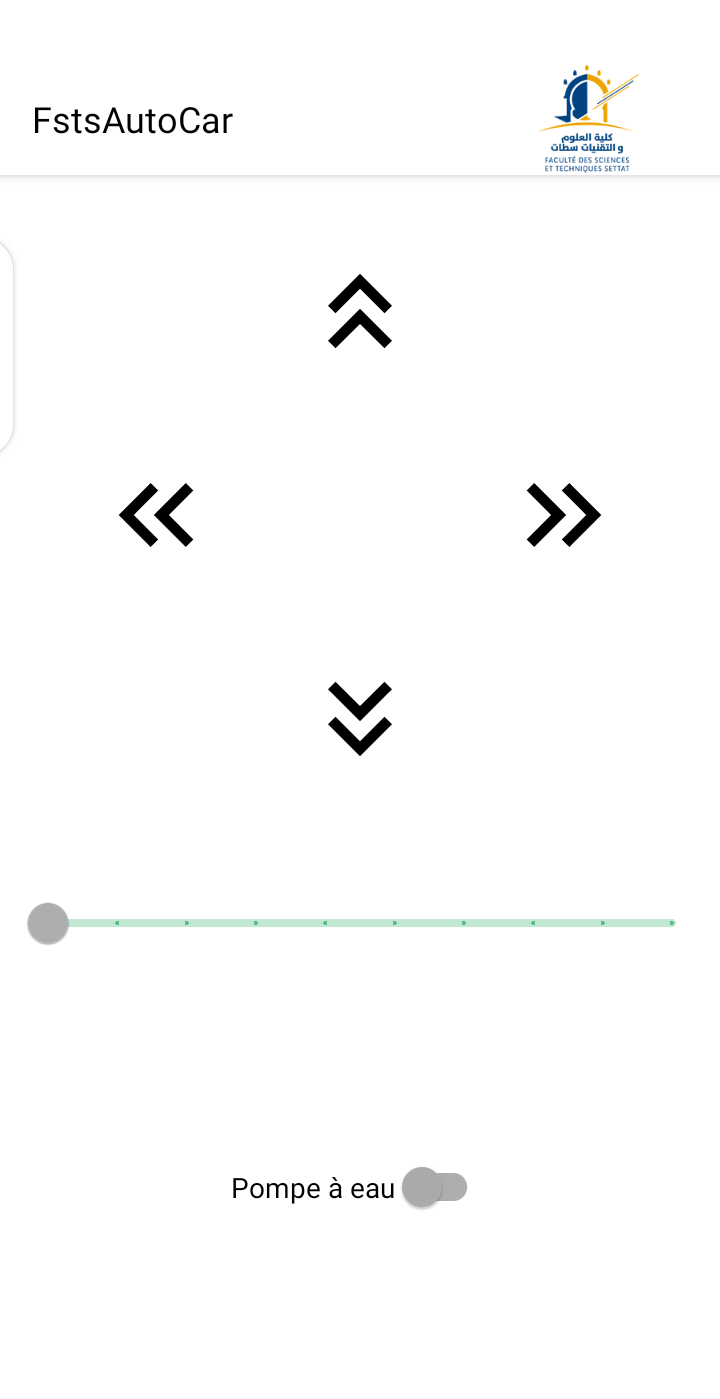 FstsAutoCar
كلية العلوم
و التقنيات سطات
FACULTÉ DES SCIENCES
ET TECHNIQUES SETTAT
Pompe à eau